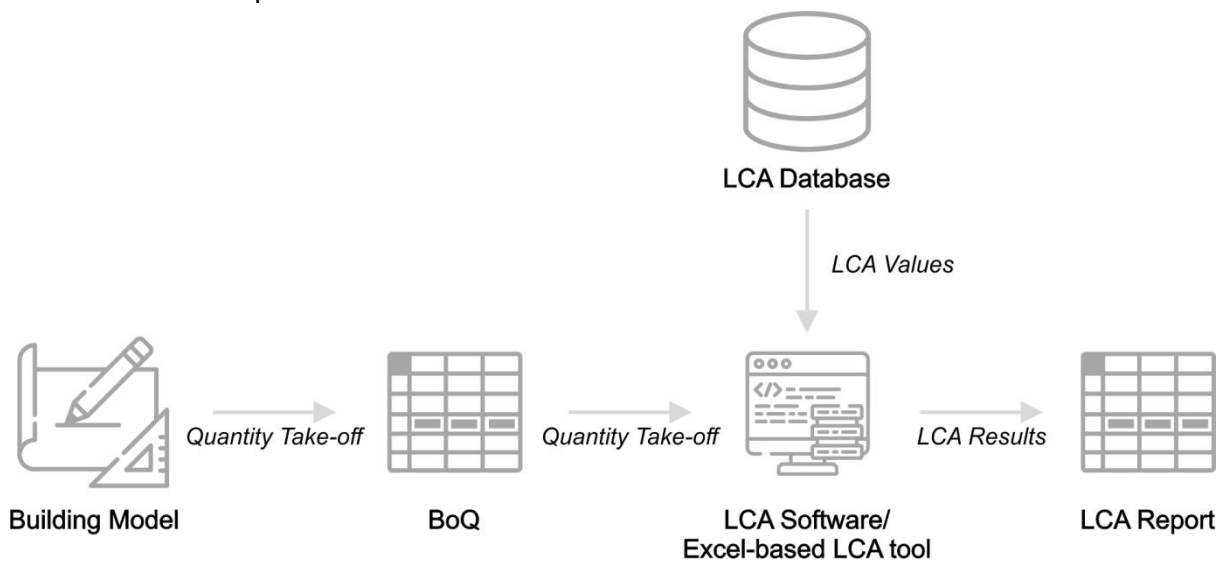 LCA Database
LCA Values
</>
Quantity Take-off
Quantity Take-off
LCA Results
Building Model
BoQ
LCA Software/
Excel-based LCA tool
LCA Report